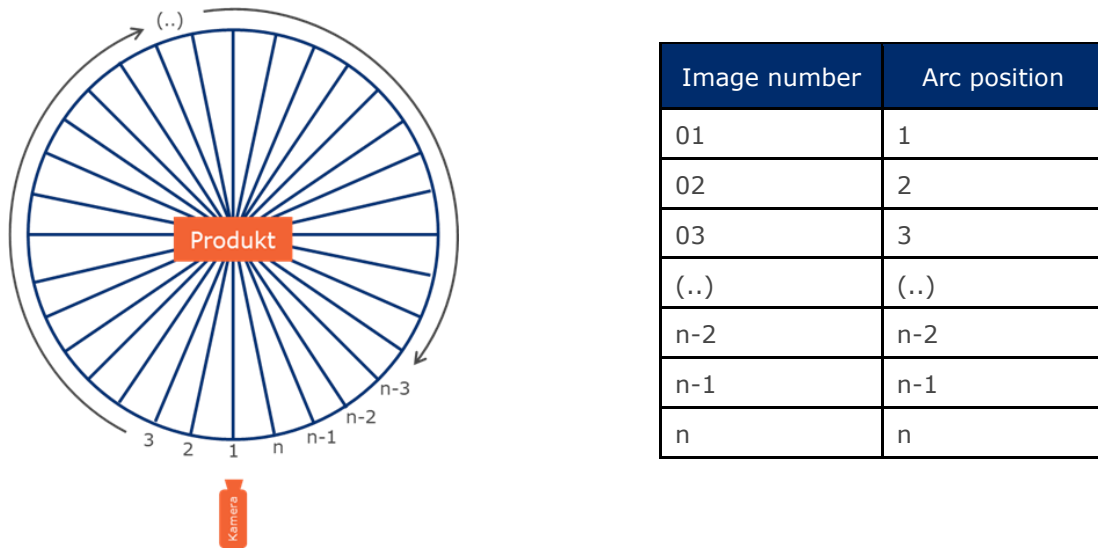 (..)
Produkt
n-3
n-2
n-1
n
1
2
3
Kamera
Image number Arc position
01 1
02 2
03 3
(..) (..)
n-2 n-2
n-1 n-1
n n